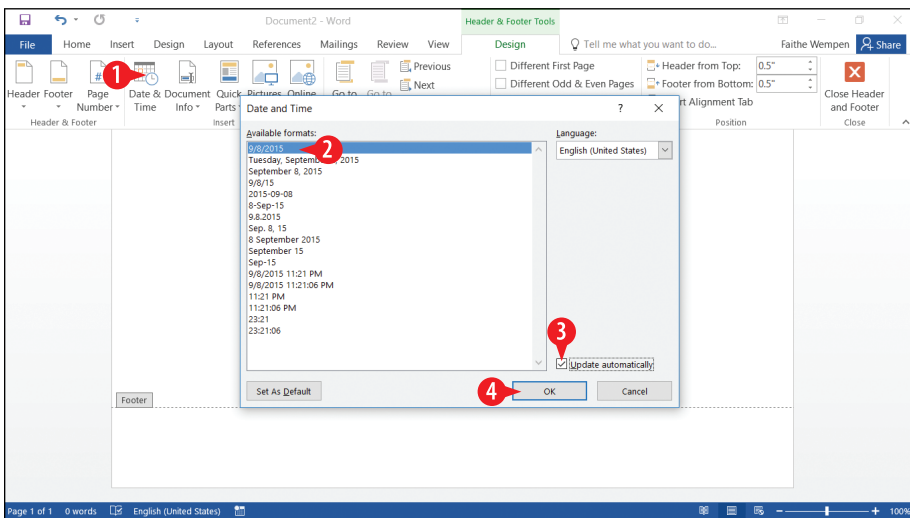 Document2 - Word
Header & Footer Tools
File Home Insert Design Layout References Mailings Review View Design Tell me what you want to do... Faithe Wempen Share
Header Footer Page Number
Date & Time Document Info Quick Parts Pictures Online
Go to Go to
Previous
Next
Different First Page
Different Odd & Even Pages
Header from Top: 0.5"
Footer from Bottom: 0.5"
rt Alignment Tab
Close Header and Footer
Header & Footer Insert Position Close
1
Date and Time ? 
Available formats:
9/8/2015
2
Tuesday, Septemb 2015
September 8, 2015
9/8/15
2015-09-08
8-Sep-15
9.8.2015
Sep. 8, 15
8 September 2015
September 15
Sep-15
9/8/2015 11:21 PM
9/8/2015 11:21:06 PM
11:21 PM
11:21:06 PM
23:21
23:21:06
Language:
English (United States)
3
Update automatically
Set As Default
4
OK
Cancel
Footer
Page 1 of 1 0 words English (United States) 100%